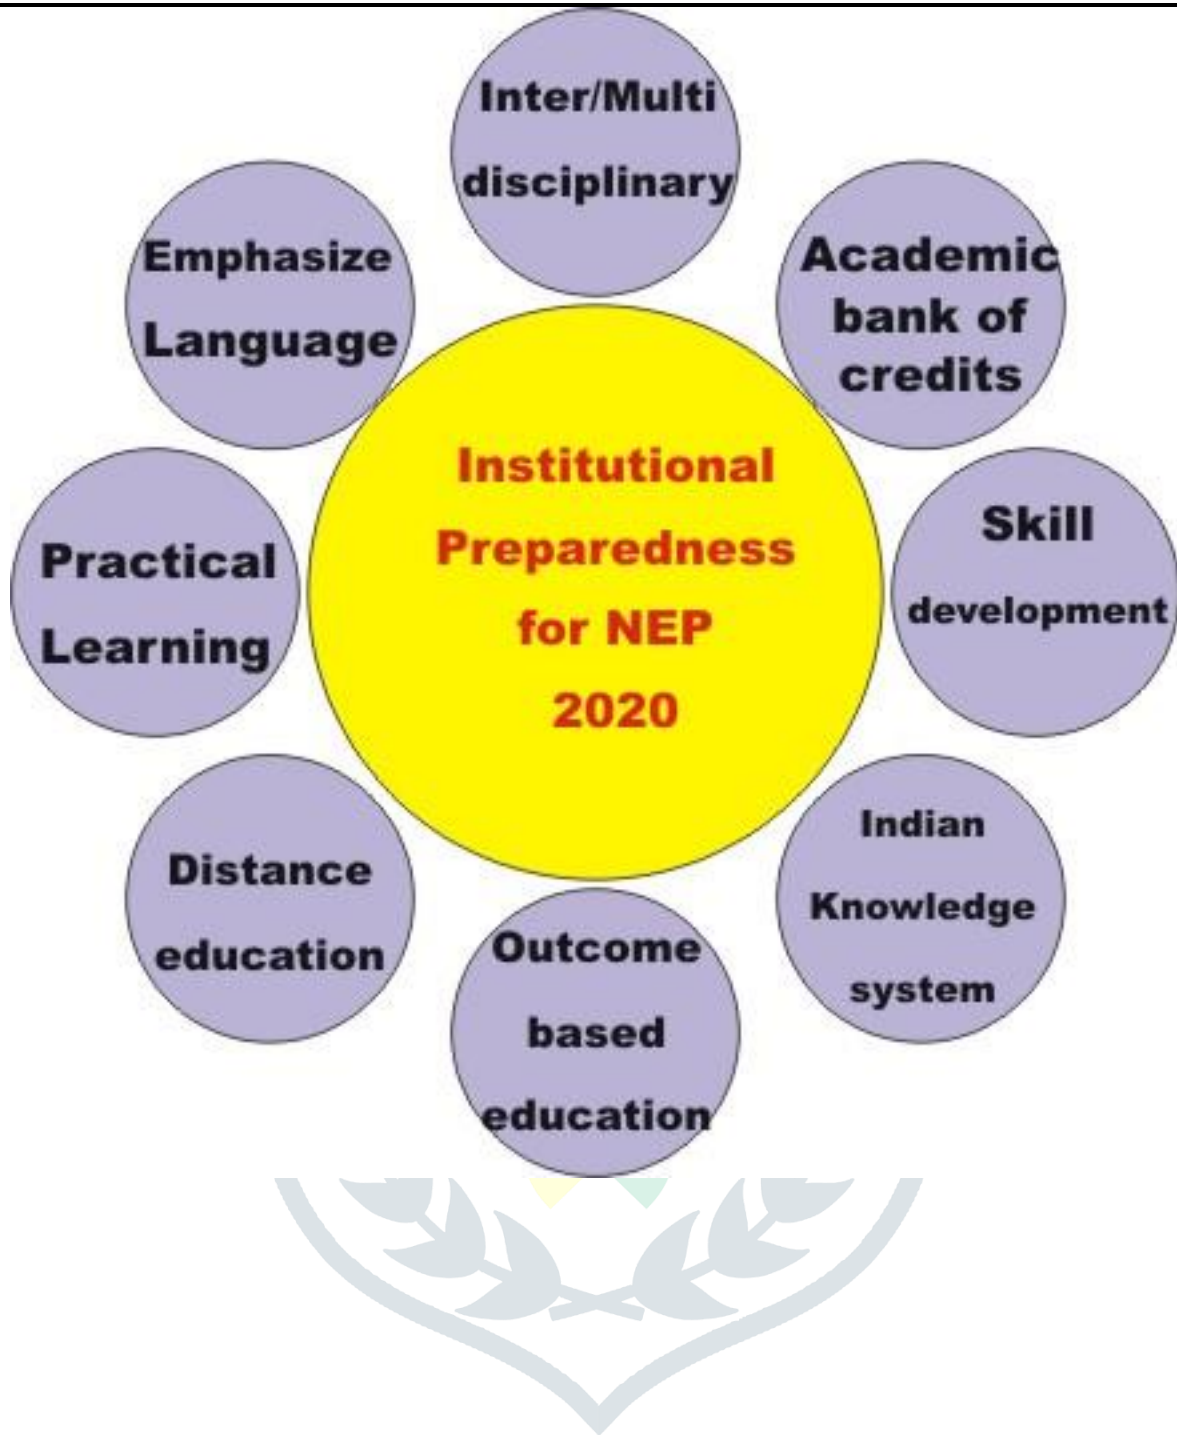 Inter/Multi
disciplinary
Academic
bank of
credits
Skill
development
Indian
Knowledge
system
Outcome
based
education
Distance
education
Practical
Learning
Emphasize
Language
Institutional
Preparedness
for NEP
2020